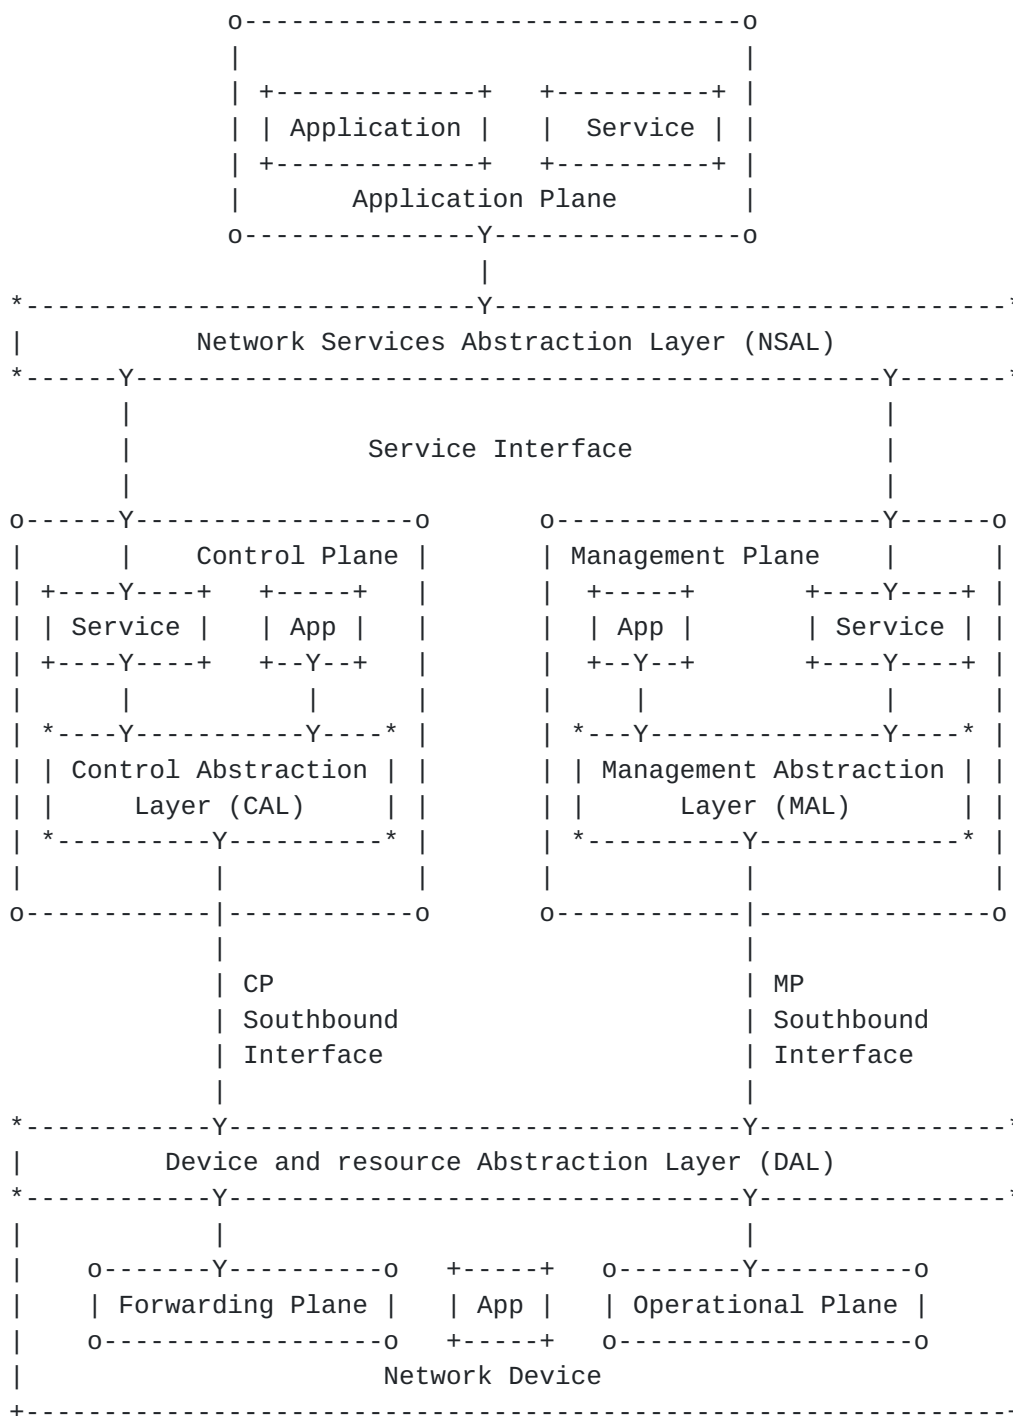 o--------------------------------o
|                                |
| +-------------+   +----------+ |
| | Application |   |  Service | |
| +-------------+   +----------+ |
|       Application Plane        |
o---------------Y----------------o
|
*-----------------------------Y---------------------------------*
|           Network Services Abstraction Layer (NSAL)
*------Y------------------------------------------------Y-------*
|                                                |
|               Service Interface                |
|                                                |
o------Y------------------o       o---------------------Y------o
|      |    Control Plane |       | Management Plane    |      |
| +----Y----+   +-----+   |       |  +-----+       +----Y----+ |
| | Service |   | App |   |       |  | App |       | Service | |
| +----Y----+   +--Y--+   |       |  +--Y--+       +----Y----+ |
|      |           |      |       |     |               |      |
| *----Y-----------Y----* |       | *---Y---------------Y----* |
| | Control Abstraction | |       | | Management Abstraction | |
| |     Layer (CAL)     | |       | |      Layer (MAL)       | |
| *----------Y----------* |       | *----------Y-------------* |
|            |            |       |            |               |
o------------|------------o       o------------|---------------o
|                                 |
| CP                              | MP
| Southbound                      | Southbound
| Interface                       | Interface
|                                 |
*------------Y---------------------------------Y----------------*
|         Device and resource Abstraction Layer (DAL)
*------------Y---------------------------------Y----------------*
|            |                                 |
|    o-------Y----------o   +-----+   o--------Y----------o
|    | Forwarding Plane |   | App |   | Operational Plane |
|    o------------------o   +-----+   o-------------------o
|                       Network Device
+---------------------------------------------------------------+